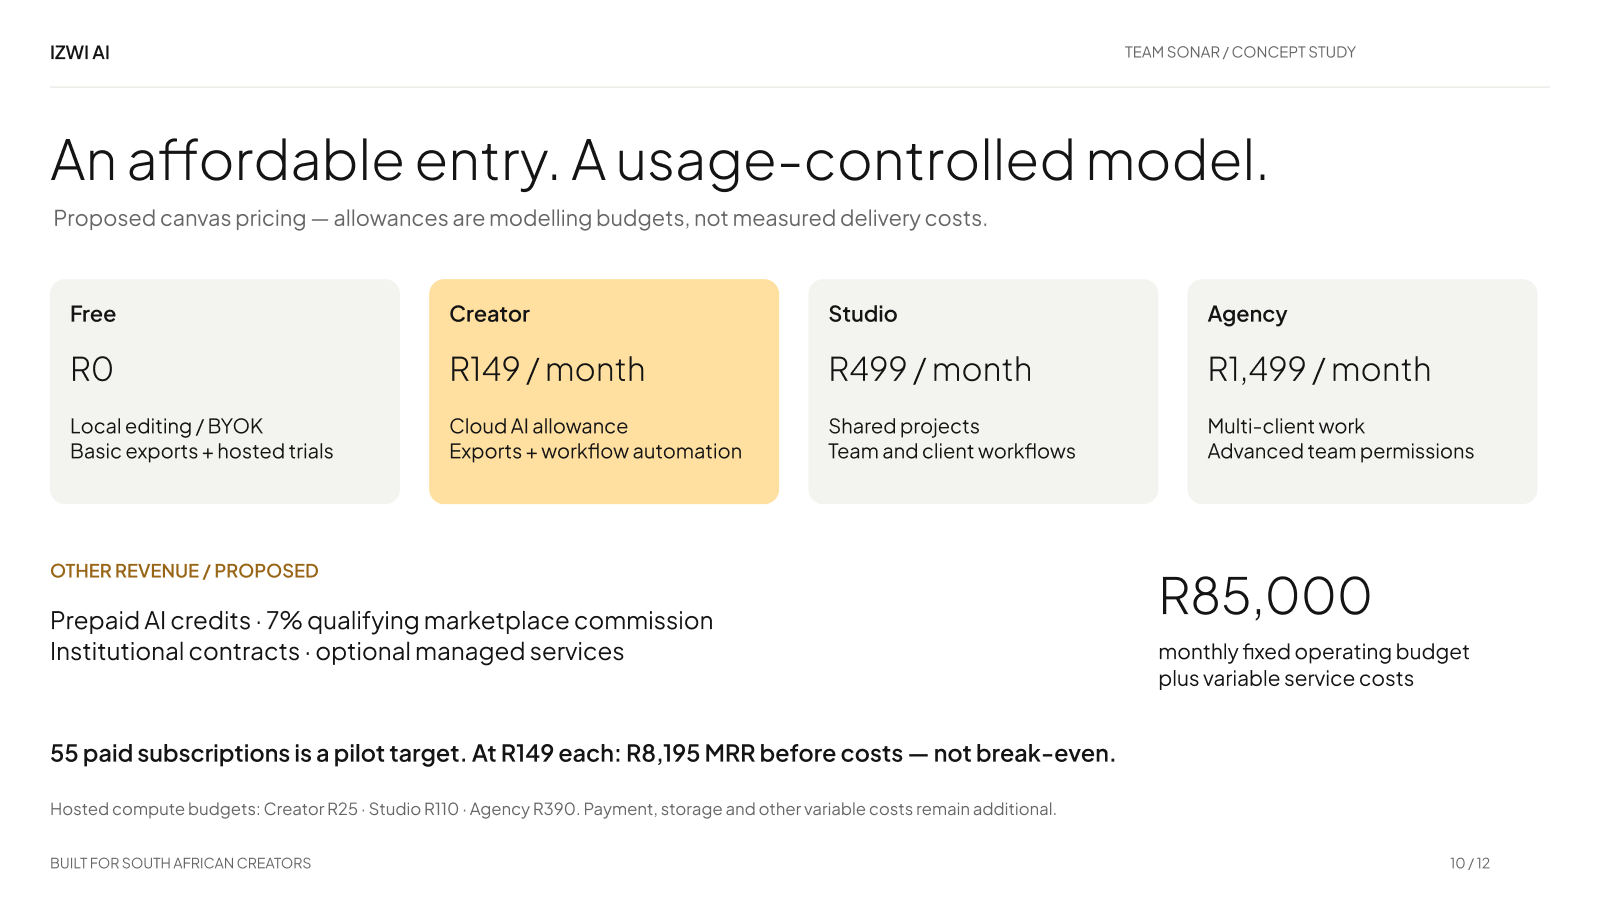 IZWI AI
TEAM SONAR / CONCEPT STUDY
An affordable entry. A usage-controlled model.
Proposed canvas pricing — allowances are modelling budgets, not measured delivery costs.
Free
R0
Local editing / BYOK
Basic exports + hosted trials
Creator
R149 / month
Cloud AI allowance
Exports + workflow automation
Studio
R499 / month
Shared projects
Team and client workflows
Agency
R1,499 / month
Multi-client work
Advanced team permissions
OTHER REVENUE / PROPOSED
Prepaid AI credits · 7% qualifying marketplace commission
Institutional contracts · optional managed services
R85,000
monthly fixed operating budget
plus variable service costs
55 paid subscriptions is a pilot target. At R149 each: R8,195 MRR before costs — not break-even.
Hosted compute budgets: Creator R25 · Studio R110 · Agency R390. Payment, storage and other variable costs remain additional.
BUILT FOR SOUTH AFRICAN CREATORS
10 / 12